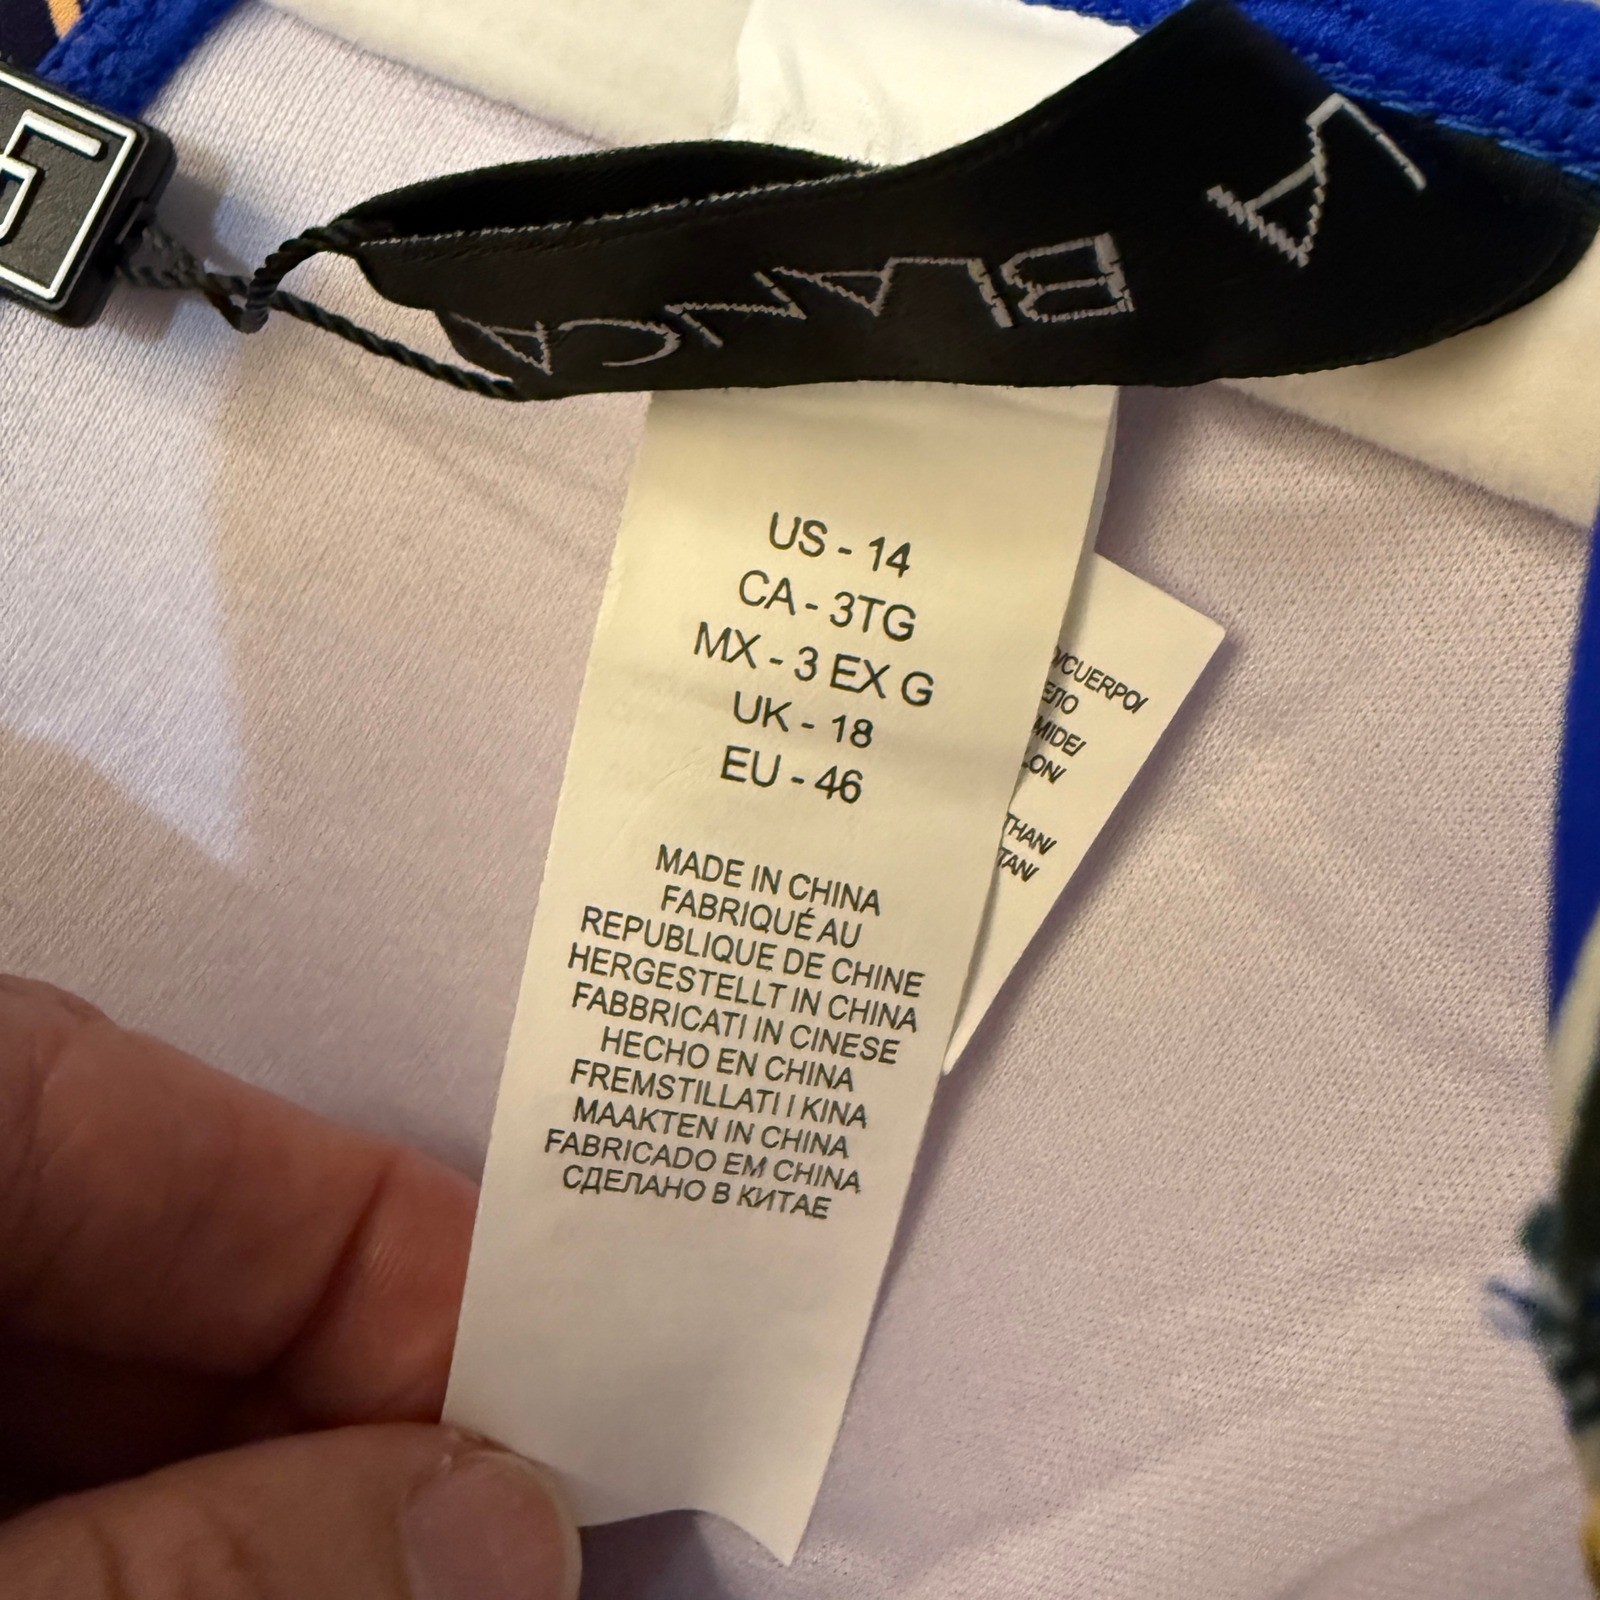 BLANCA
US - 14
CA - 3TG
MX - 3 EX G
UK - 18
EU - 46
MADE IN CHINA
FABRIQUÉ AU
REPUBLIQUE DE CHINE
HERGESTELLT IN CHINA
FABBRICATI IN CINESE
HECHO EN CHINA
FREMSTILLATI I KINA
MAAKTEN IN CHINA
FABRICADO EM CHINA
СДЕЛАНО В КИТАЕ
/CUERPO/